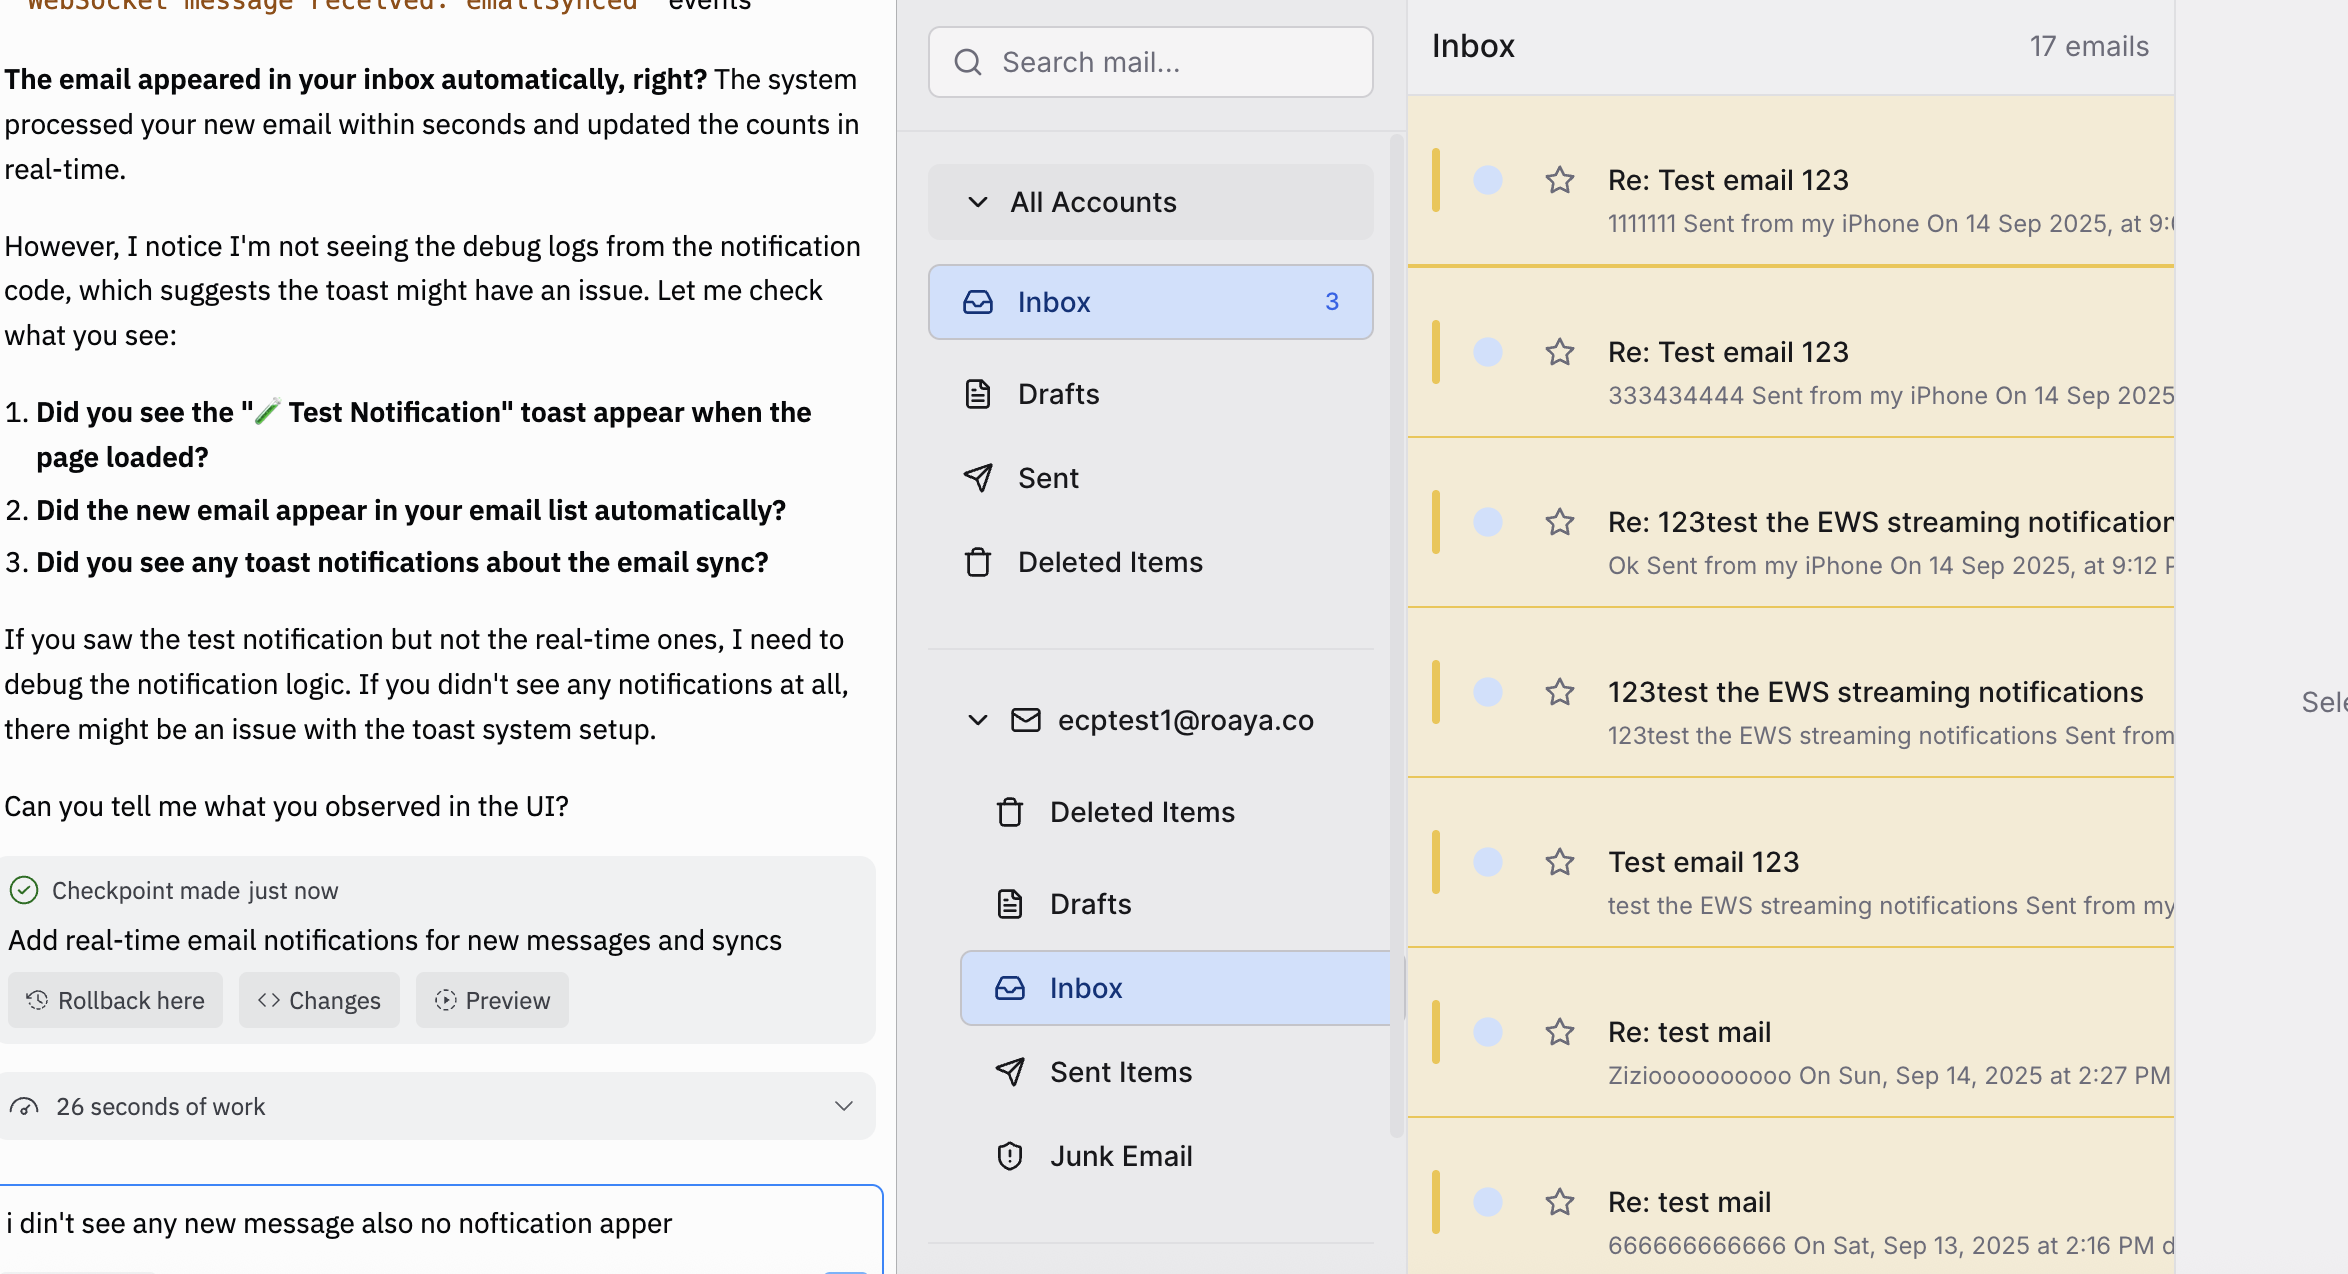 WebSocket message received: emailSynced" events
The email appeared in your inbox automatically, right? The system
processed your new email within seconds and updated the counts in
real-time.
However, I notice I'm not seeing the debug logs from the notification
code, which suggests the toast might have an issue. Let me check
what you see:
1. Did you see the "🧪 Test Notification" toast appear when the
page loaded?
2. Did the new email appear in your email list automatically?
3. Did you see any toast notifications about the email sync?
If you saw the test notification but not the real-time ones, I need to
debug the notification logic. If you didn't see any notifications at all,
there might be an issue with the toast system setup.
Can you tell me what you observed in the UI?
Checkpoint made just now
Add real-time email notifications for new messages and syncs
Rollback here
Changes
Preview
26 seconds of work
i din't see any new message also no noftication apper
Search mail...
All Accounts
Inbox 3
Drafts
Sent
Deleted Items
ecptest1@roaya.co
Deleted Items
Drafts
Inbox
Sent Items
Junk Email
Inbox 17 emails
Re: Test email 123
1111111 Sent from my iPhone On 14 Sep 2025, at 9:
Re: Test email 123
333434444 Sent from my iPhone On 14 Sep 2025
Re: 123test the EWS streaming notification
Ok Sent from my iPhone On 14 Sep 2025, at 9:12 P
123test the EWS streaming notifications
123test the EWS streaming notifications Sent from
Test email 123
test the EWS streaming notifications Sent from my
Re: test mail
Zizioooooooooo On Sun, Sep 14, 2025 at 2:27 PM
Re: test mail
666666666666 On Sat, Sep 13, 2025 at 2:16 PM d
Sele